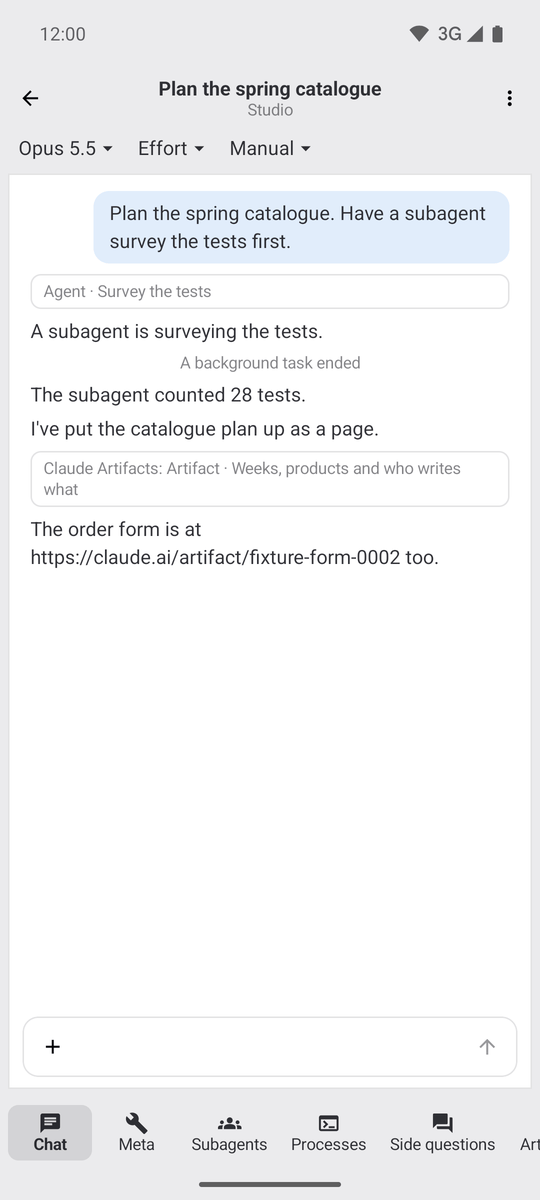 12:00
3G
Plan the spring catalogue
Studio
Opus 5.5
Effort
Manual
Plan the spring catalogue. Have a subagent
survey the tests first.
Agent · Survey the tests
A subagent is surveying the tests.
A background task ended
The subagent counted 28 tests.
I've put the catalogue plan up as a page.
Claude Artifacts: Artifact · Weeks, products and who writes
what
The order form is at
https://claude.ai/artifact/fixture-form-0002 too.
Chat
Meta
Subagents
Processes
Side questions
Art